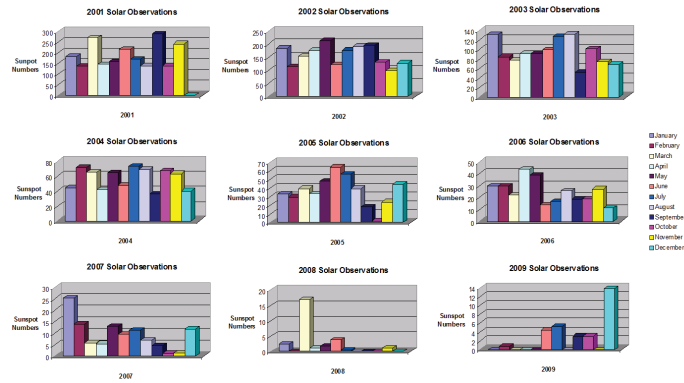 2001 Solar Observations
300
250
200
150
100
50
0
Sunspot
Numbers
2001
2002 Solar Observations
250
200
150
100
50
0
Sunspot
Numbers
2002
2003 Solar Observations
140
120
100
80
60
40
20
0
Sunspot
Numbers
2003
2004 Solar Observations
80
60
40
20
0
Sunspot
Numbers
2004
2005 Solar Observations
70
60
50
40
30
20
10
0
Sunspot
Numbers
2005
2006 Solar Observations
50
40
30
20
10
0
Sunspot
Numbers
2006
January
February
March
April
May
June
July
August
Septembe
October
November
December
2007 Solar Observations
30
25
20
15
10
5
0
Sunspot
Numbers
2007
2008 Solar Observations
20
15
10
5
0
Sunspot
Numbers
2008
2009 Solar Observations
14
12
10
8
6
4
2
0
Sunspot
Numbers
2009